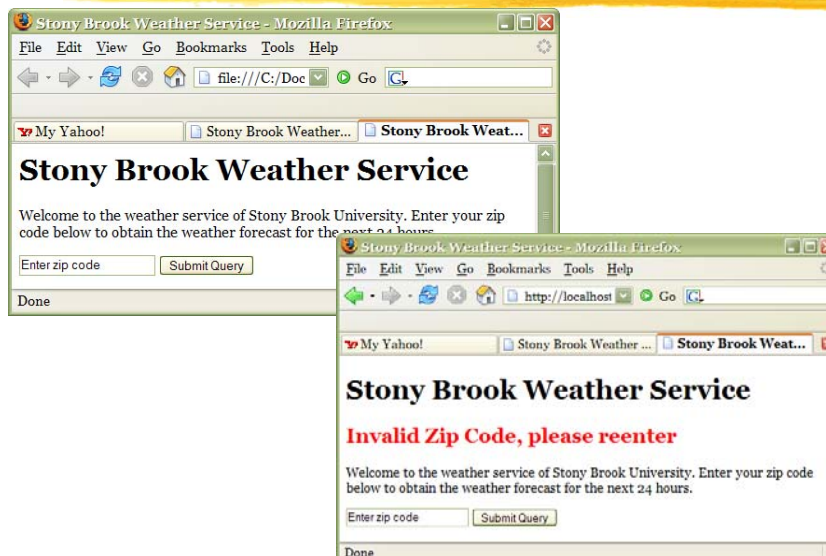 Stony Brook Weather Service - Mozilla Firefox
File Edit View Go Bookmarks Tools Help
file:///C:/Doc Go G
My Yahoo! Stony Brook Weather... Stony Brook Weat...
Stony Brook Weather Service
Welcome to the weather service of Stony Brook University. Enter your zip
code below to obtain the weather forecast for the next 24 hours.
Enter zip code Submit Query
Done
Stony Brook Weather Service - Mozilla Firefox
File Edit View Go Bookmarks Tools Help
http://localhost Go G
My Yahoo! Stony Brook Weather ... Stony Brook Weat...
Stony Brook Weather Service
Invalid Zip Code, please reenter
Welcome to the weather service of Stony Brook University. Enter your zip code
below to obtain the weather forecast for the next 24 hours.
Enter zip code Submit Query
Done